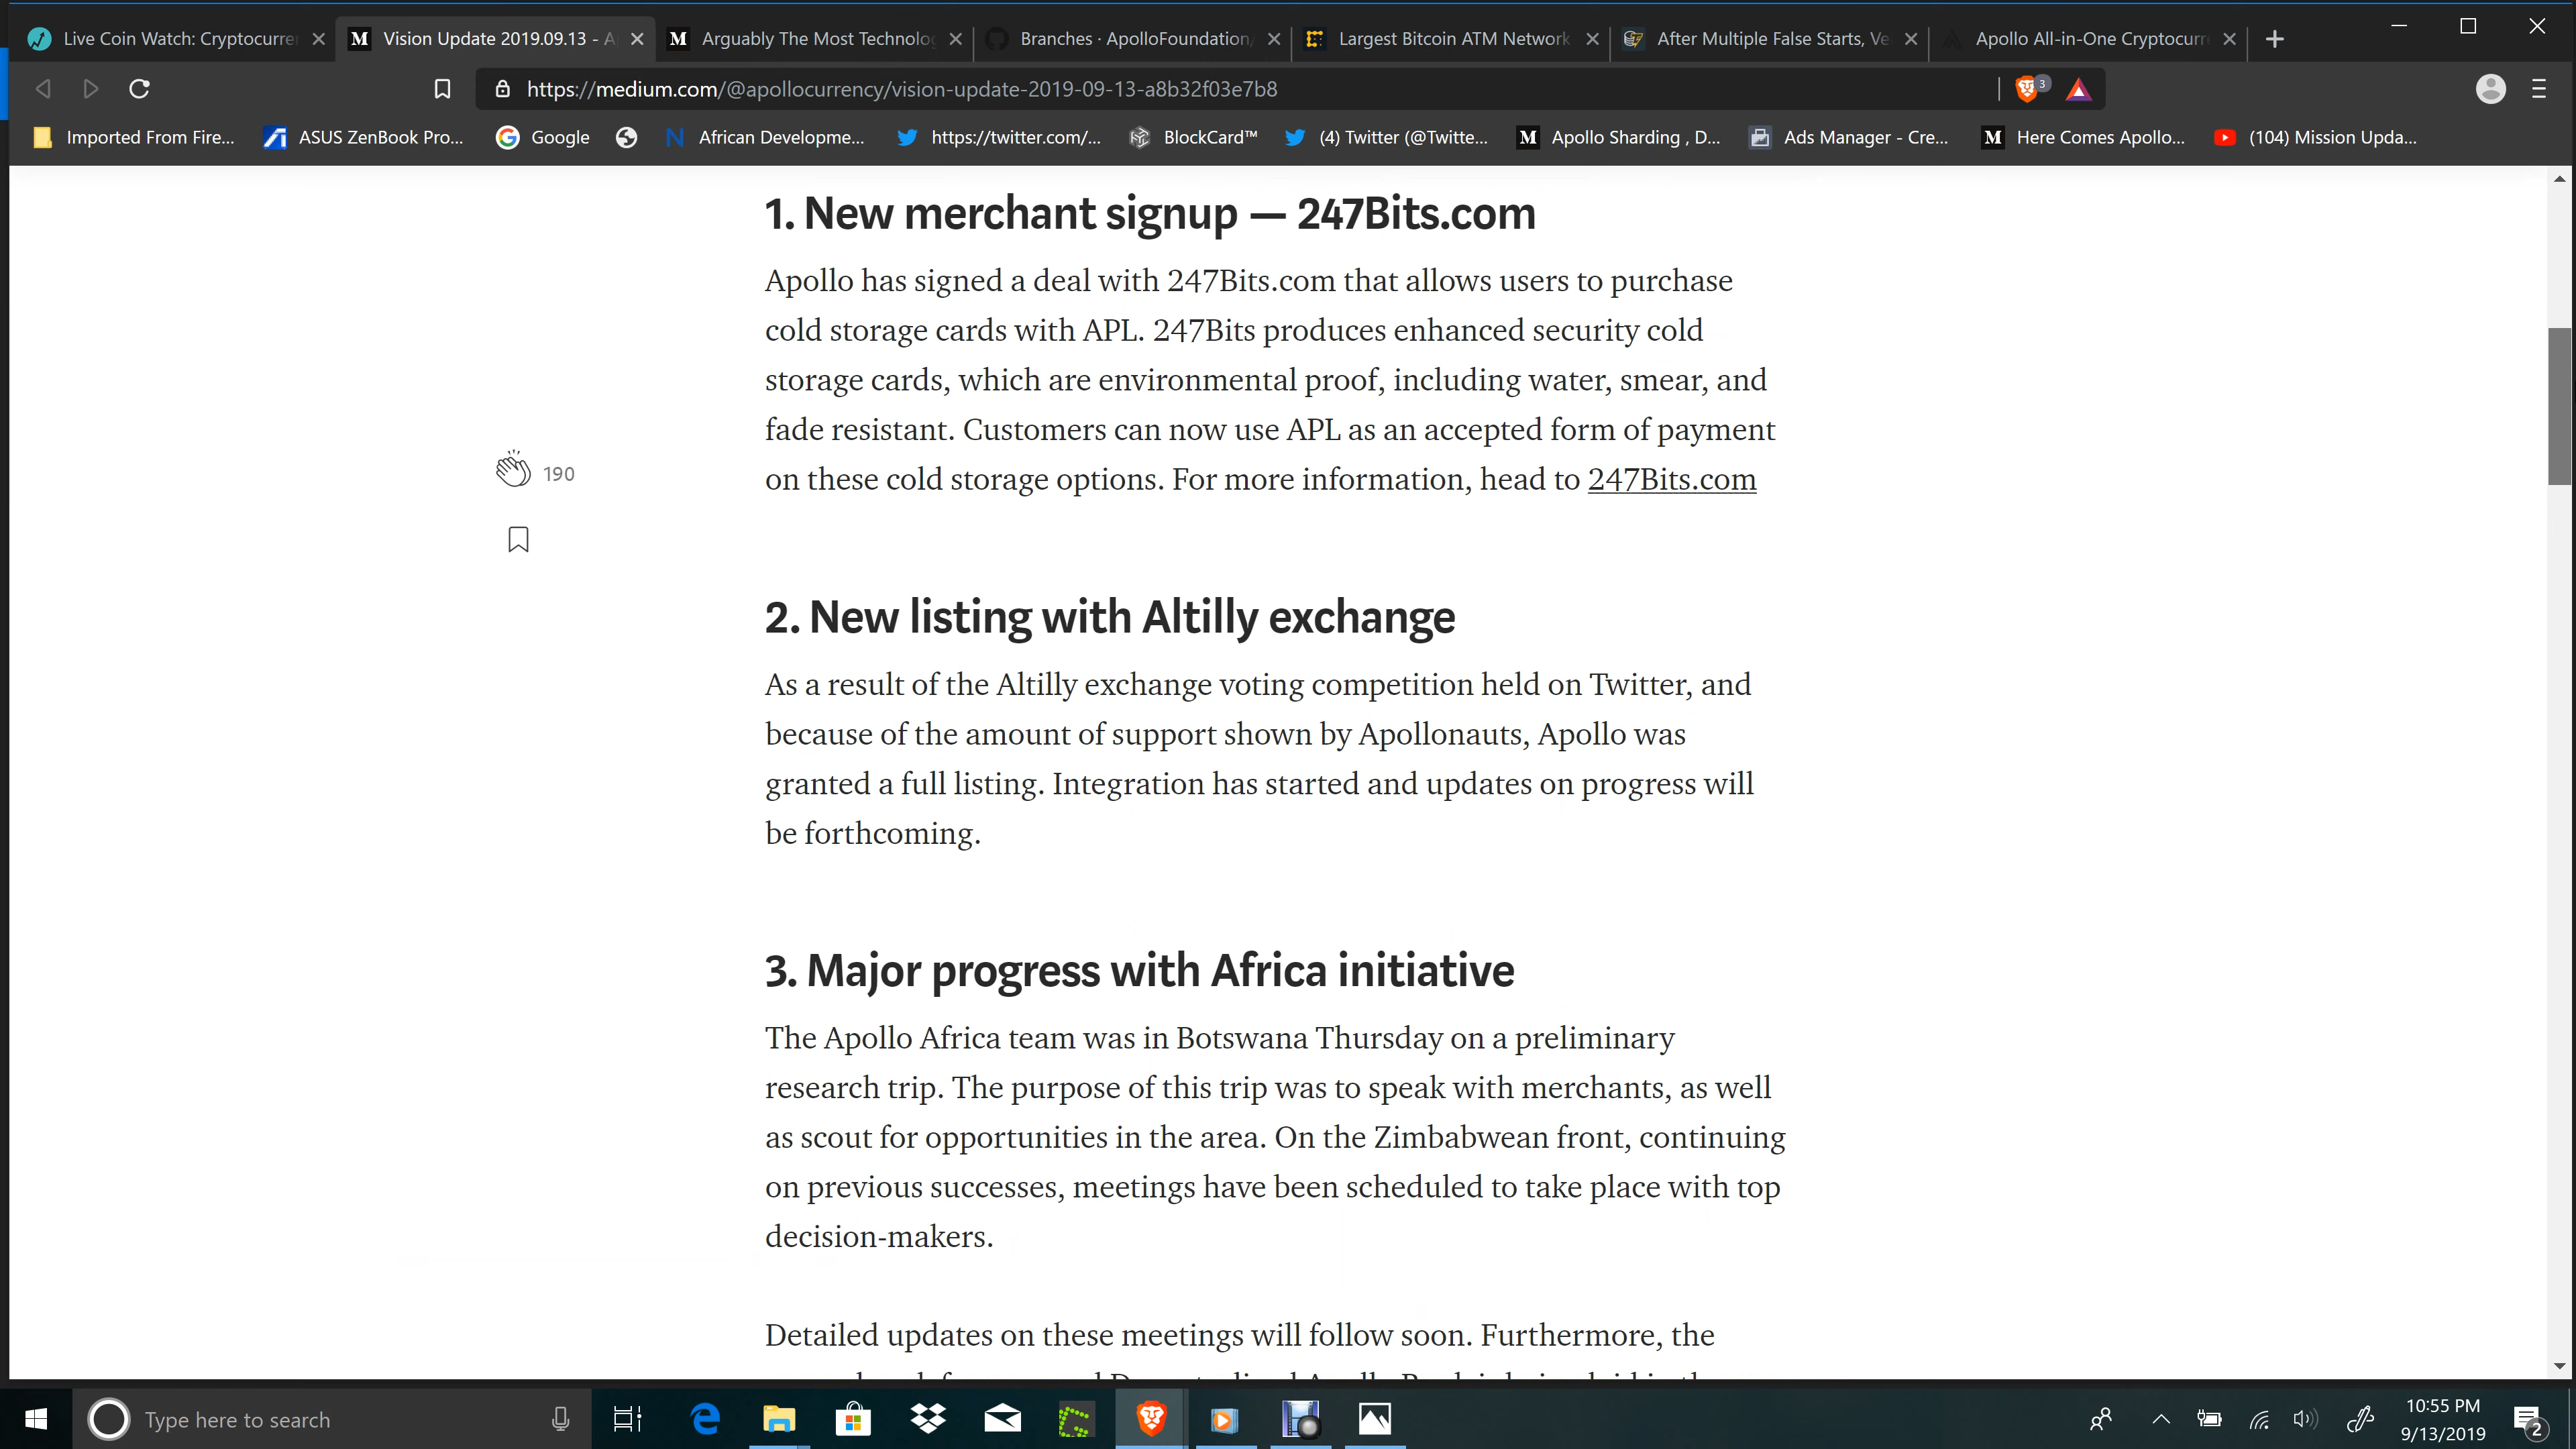 Live Coin Watch: Cryptocurre
Vision Update 2019.09.13 - A
Arguably The Most Technolog
Branches · ApolloFoundation/
Largest Bitcoin ATM Network
After Multiple False Starts, Ve
Apollo All-in-One Cryptocurr
https://medium.com/@apollocurrency/vision-update-2019-09-13-a8b32f03e7b8
3
Imported From Fire...
ASUS ZenBook Pro...
Google
African Developme...
https://twitter.com/...
BlockCard™
(4) Twitter (@Twitte...
Apollo Sharding , D...
Ads Manager - Cre...
Here Comes Apollo...
(104) Mission Upda...
1. New merchant signup — 247Bits.com
Apollo has signed a deal with 247Bits.com that allows users to purchase
cold storage cards with APL. 247Bits produces enhanced security cold
storage cards, which are environmental proof, including water, smear, and
fade resistant. Customers can now use APL as an accepted form of payment
on these cold storage options. For more information, head to 247Bits.com
190
2. New listing with Altilly exchange
As a result of the Altilly exchange voting competition held on Twitter, and
because of the amount of support shown by Apollonauts, Apollo was
granted a full listing. Integration has started and updates on progress will
be forthcoming.
3. Major progress with Africa initiative
The Apollo Africa team was in Botswana Thursday on a preliminary
research trip. The purpose of this trip was to speak with merchants, as well
as scout for opportunities in the area. On the Zimbabwean front, continuing
on previous successes, meetings have been scheduled to take place with top
decision-makers.
Detailed updates on these meetings will follow soon. Furthermore, the
Type here to search
10:55 PM
9/13/2019
2